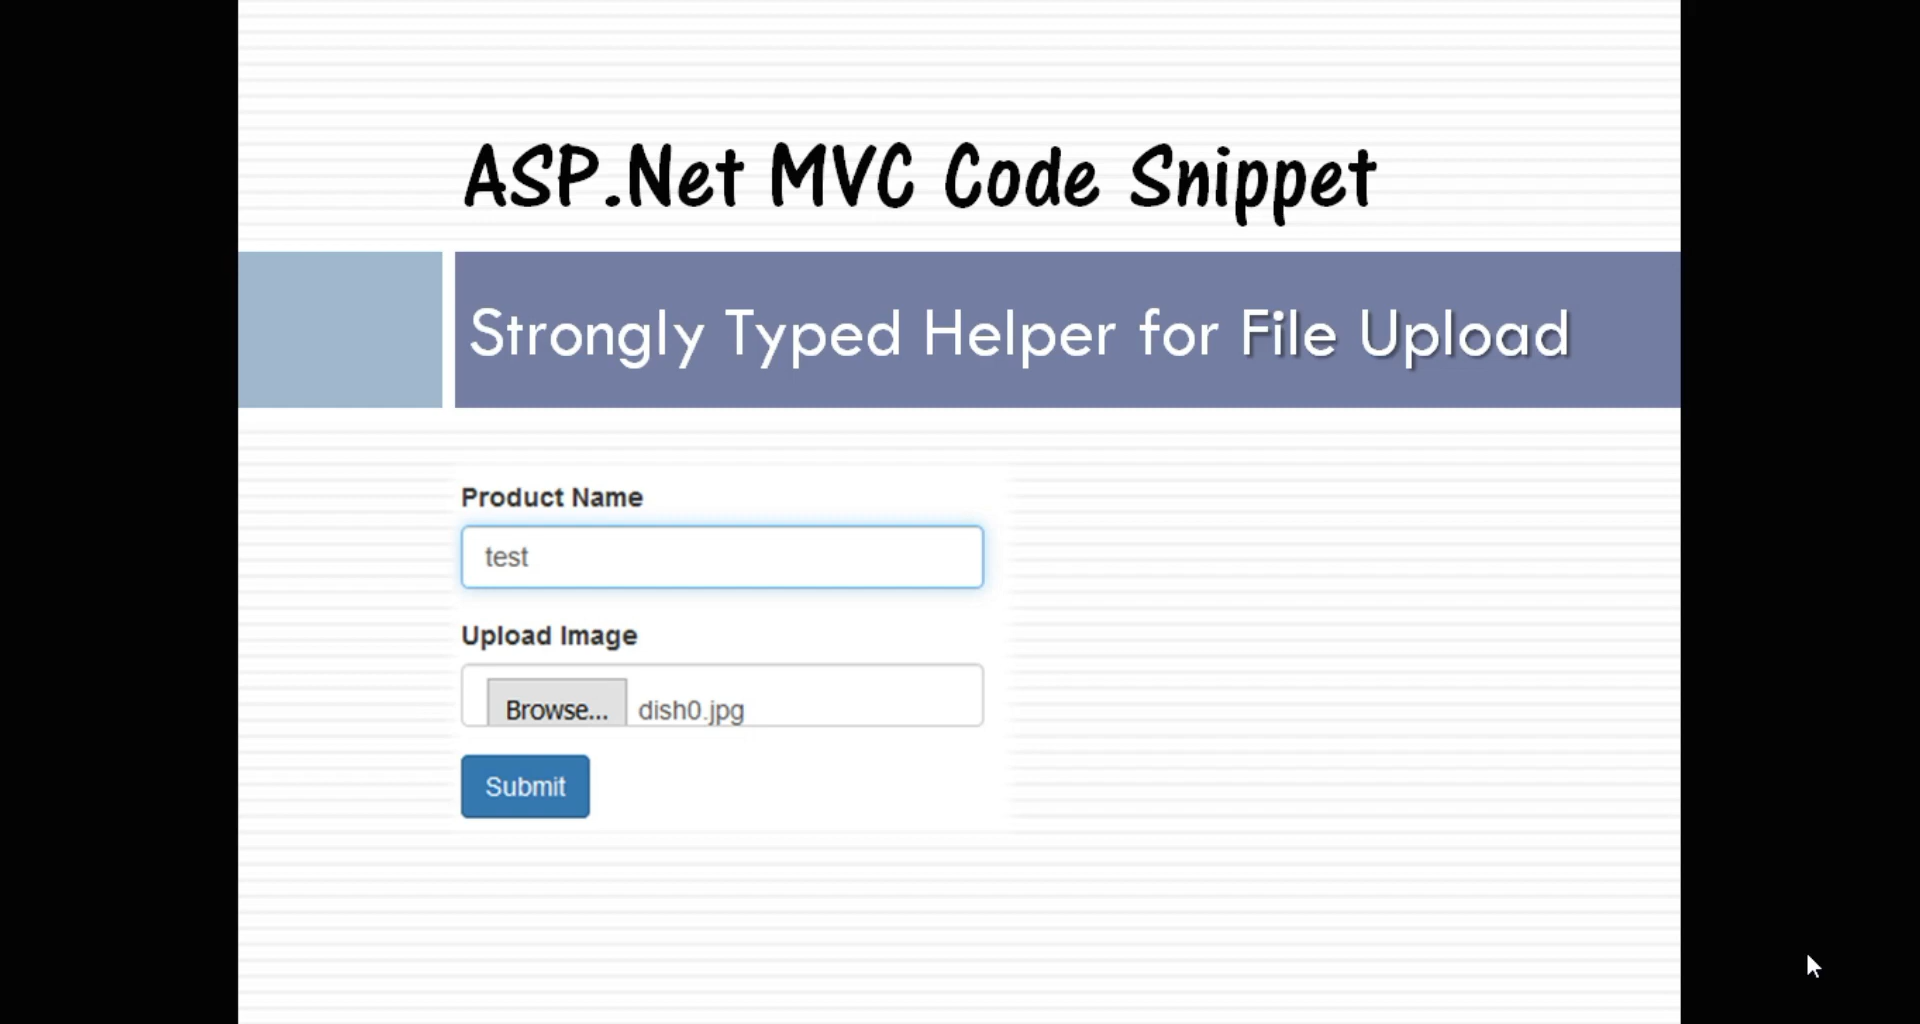 ASP.Net MVC Code Snippet
Strongly Typed Helper for File Upload
Product Name
test
Upload Image
Browse... dish0.jpg
Submit